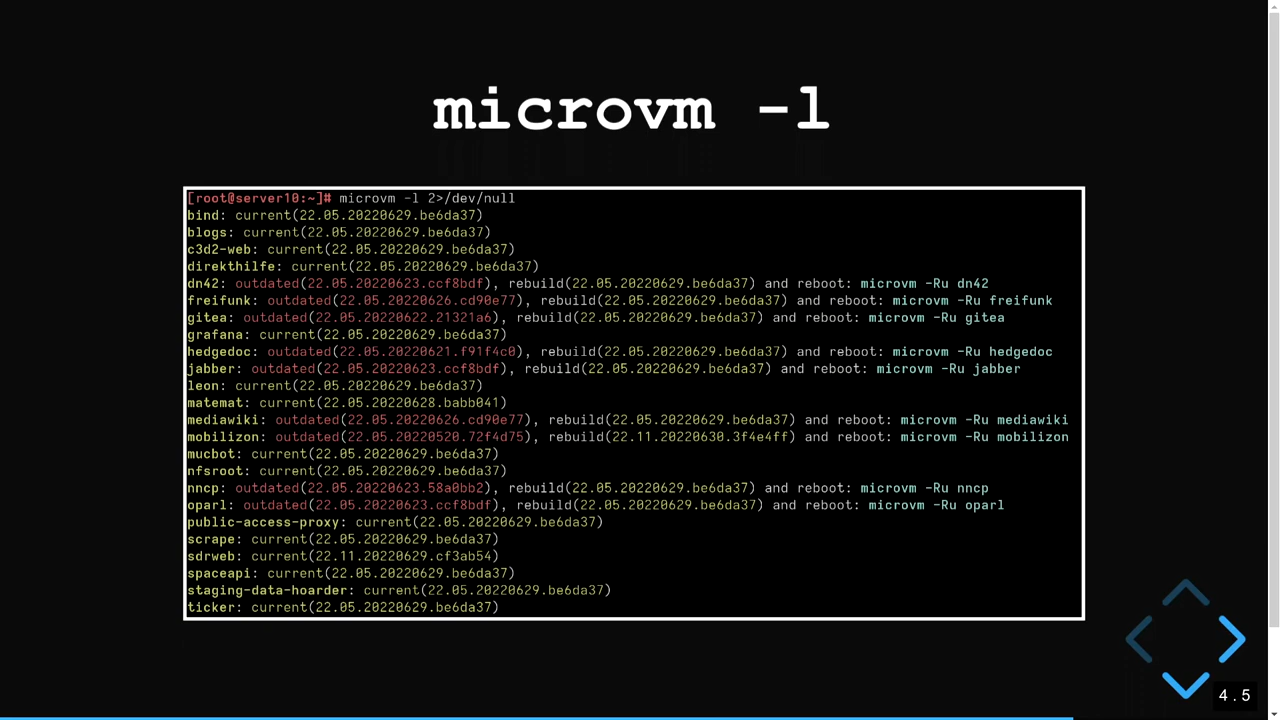 microvm -l
[root@server10:~]# microvm -l 2>/dev/null
bind: current(22.05.20220629.be6da37)
blogs: current(22.05.20220629.be6da37)
c3d2-web: current(22.05.20220629.be6da37)
direkthilfe: current(22.05.20220629.be6da37)
dn42: outdated(22.05.20220623.ccf8bdf), rebuild(22.05.20220629.be6da37) and reboot: microvm -Ru dn42
freifunk: outdated(22.05.20220626.cd90e77), rebuild(22.05.20220629.be6da37) and reboot: microvm -Ru freifunk
gitea: outdated(22.05.20220622.21321a6), rebuild(22.05.20220629.be6da37) and reboot: microvm -Ru gitea
grafana: current(22.05.20220629.be6da37)
hedgedoc: outdated(22.05.20220621.f91f4c0), rebuild(22.05.20220629.be6da37) and reboot: microvm -Ru hedgedoc
jabber: outdated(22.05.20220623.ccf8bdf), rebuild(22.05.20220629.be6da37) and reboot: microvm -Ru jabber
leon: current(22.05.20220629.be6da37)
matemat: current(22.05.20220628.babb041)
mediawiki: outdated(22.05.20220626.cd90e77), rebuild(22.05.20220629.be6da37) and reboot: microvm -Ru mediawiki
mobilizon: outdated(22.05.20220520.72f4d75), rebuild(22.11.20220630.3f4e4ff) and reboot: microvm -Ru mobilizon
mucbot: current(22.05.20220629.be6da37)
nfsroot: current(22.05.20220629.be6da37)
nncp: outdated(22.05.20220623.58a0bb2), rebuild(22.05.20220629.be6da37) and reboot: microvm -Ru nncp
oparl: outdated(22.05.20220623.ccf8bdf), rebuild(22.05.20220629.be6da37) and reboot: microvm -Ru oparl
public-access-proxy: current(22.05.20220629.be6da37)
scrape: current(22.05.20220629.be6da37)
sdrweb: current(22.11.20220629.cf3ab54)
spaceapi: current(22.05.20220629.be6da37)
staging-data-hoarder: current(22.05.20220629.be6da37)
ticker: current(22.05.20220629.be6da37)
4.5